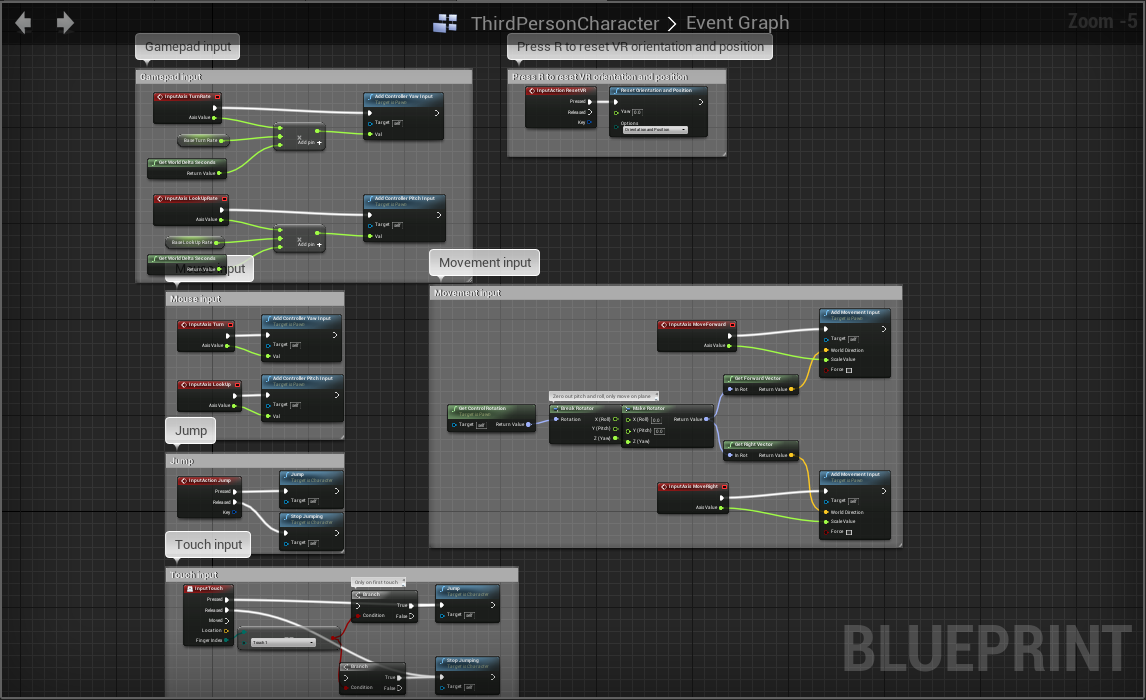 ThirdPersonCharacter > Event Graph
Zoom -5
Gamepad input
Press R to reset VR orientation and position
Gamepad input
Press R to reset VR orientation and position
InputAxis TurnRate
Axis Value
Base Turn Rate
Get World Delta Seconds
Return Value
X
Add pin +
Add Controller Yaw Input
Target is Pawn
Target self
Val
InputAction ResetVR
Pressed
Released
Key
Reset Orientation and Position
Yaw 0.0
Options
Orientation and Position
InputAxis LookUpRate
Axis Value
Base Look Up Rate
Get World Delta Seconds
Return Value
X
Add pin +
Add Controller Pitch Input
Target is Pawn
Target self
Val
Movement input
Movement input
Mouse input
InputAxis Turn
Axis Value
Add Controller Yaw Input
Target is Pawn
Target self
Val
InputAxis LookUp
Axis Value
Add Controller Pitch Input
Target is Pawn
Target self
Val
InputAxis MoveForward
Axis Value
Add Movement Input
Target is Pawn
Target self
World Direction
Scale Value
Force
Get Forward Vector
In Rot Return Value
Zero out pitch and roll, only move on plane
Get Control Rotation
Target is Pawn
Target self Return Value
Break Rotator
Rotation X (Roll)
Y (Pitch)
Z (Yaw)
Make Rotator
X (Roll) 0.0 Return Value
Y (Pitch) 0.0
Z (Yaw)
Get Right Vector
In Rot Return Value
InputAxis MoveRight
Axis Value
Add Movement Input
Target is Pawn
Target self
World Direction
Scale Value
Force
Jump
Jump
InputAction Jump
Pressed
Released
Key
Jump
Target is Character
Target self
Stop Jumping
Target is Character
Target self
Touch input
Touch input
InputTouch
Pressed
Released
Moved
Location
Finger Index
Touch 1
Only on first touch
Branch
True
Condition False
Jump
Target is Character
Target self
Branch
True
Condition False
Stop Jumping
Target is Character
Target self
BLUEPRINT